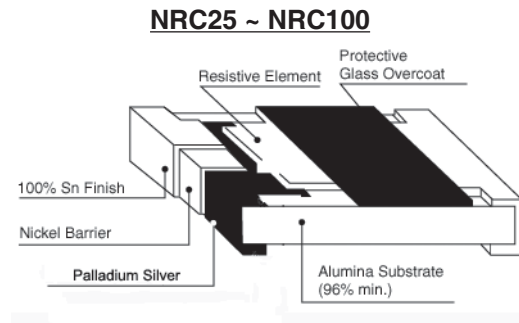 NRC25 ~ NRC100
Protective
Glass Overcoat
Resistive Element
100% Sn Finish
Nickel Barrier
Palladium Silver
Alumina Substrate
(96% min.)